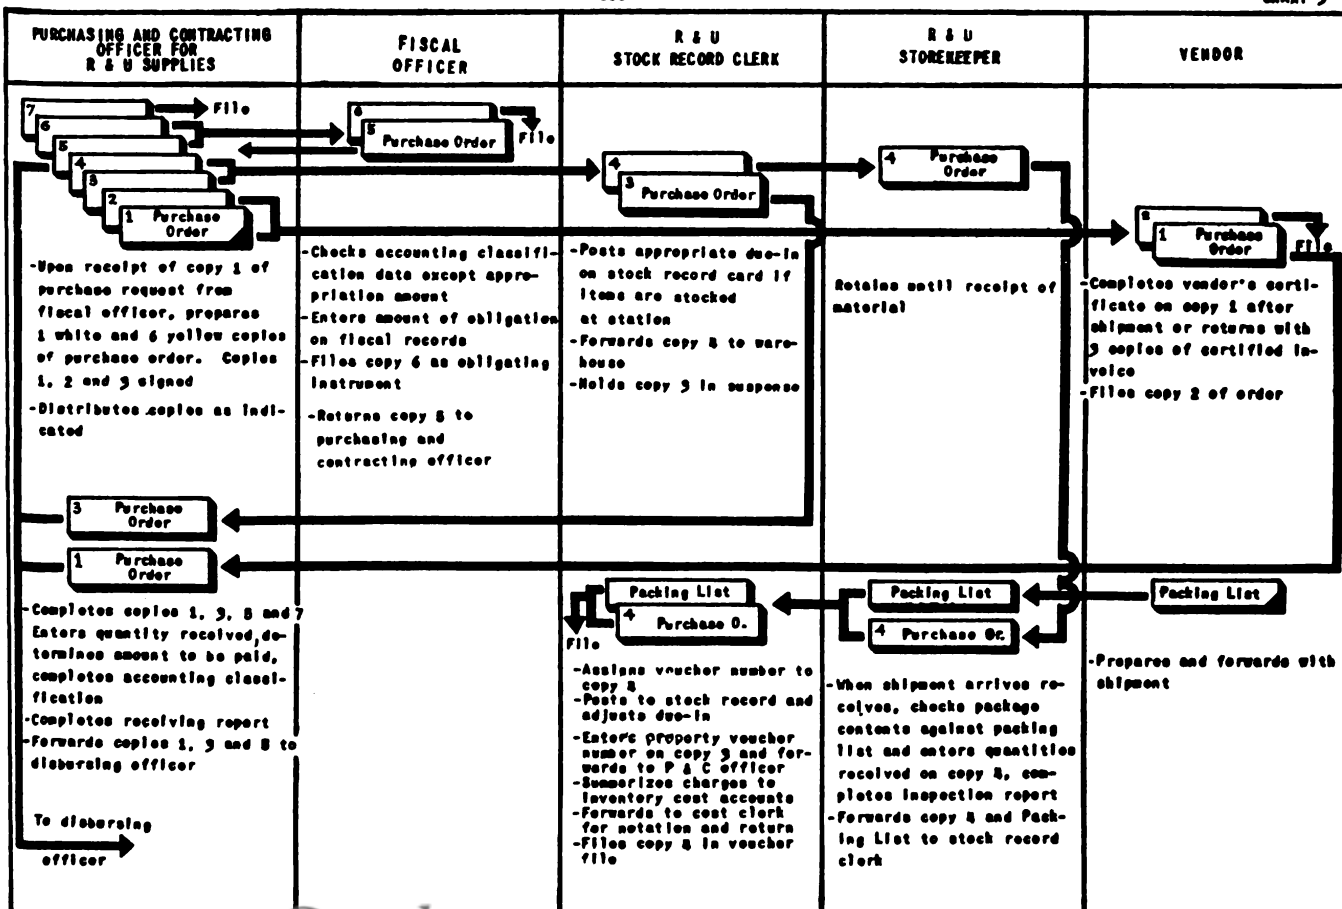 PURCHASING AND CONTRACTING
OFFICER FOR
R & U SUPPLIES
FISCAL
OFFICER
R & U
STOCK RECORD CLERK
R & U
STOREKEEPER
VENDOR
7
File
6
5
4
3
2
1 Purchase
Order
6
5
Purchase Order
File
4
3
Purchase Order
4 Purchase
Order
2
1 Purchase
Order
File
-Upon receipt of copy 1 of
purchase request from
fiscal officer, prepares
1 white and 6 yellow copies
of purchase order. Copies
1, 2 and 3 signed
-Distributes copies as indi-
cated
-Checks accounting classifi-
cation data except appro-
priation amount
-Enters amount of obligation
on fiscal records
-Files copy 6 as obligating
instrument
-Returns copy 5 to
purchasing and
contracting officer
-Posts appropriate due-in
on stock record card if
items are stocked
at station
-Forwards copy 4 to ware-
house
-Holds copy 3 in suspense
Retains until receipt of
material
-Completes vendor's certi-
ficate on copy 1 after
shipment or returns with
3 copies of certified in-
voice
-Files copy 2 of order
3 Purchase
Order
1 Purchase
Order
-Completes copies 1, 3, 5 and 7
Enters quantity received, de-
termines amount to be paid,
completes accounting classi-
fication
-Completes receiving report
-Forwards copies 1, 3 and 5 to
disbursing officer
To disbursing
officer
Packing List
4 Purchase O.
File
-Assigns voucher number to
copy 4
-Posts to stock record and
adjusts due-in
-Enters property voucher
number on copy 3 and for-
wards to P & C officer
-Summarizes charges to
inventory cost accounts
-Forwards to cost clerk
for notation and return
-Files copy 4 in voucher
file
Packing List
4 Purchase Or.
-When shipment arrives re-
ceives, checks package
contents against packing
list and enters quantities
received on copy 4, com-
pletes inspection report
-Forwards copy 4 and Pack-
ing List to stock record
clerk
Packing List
-Prepares and forwards with
shipment